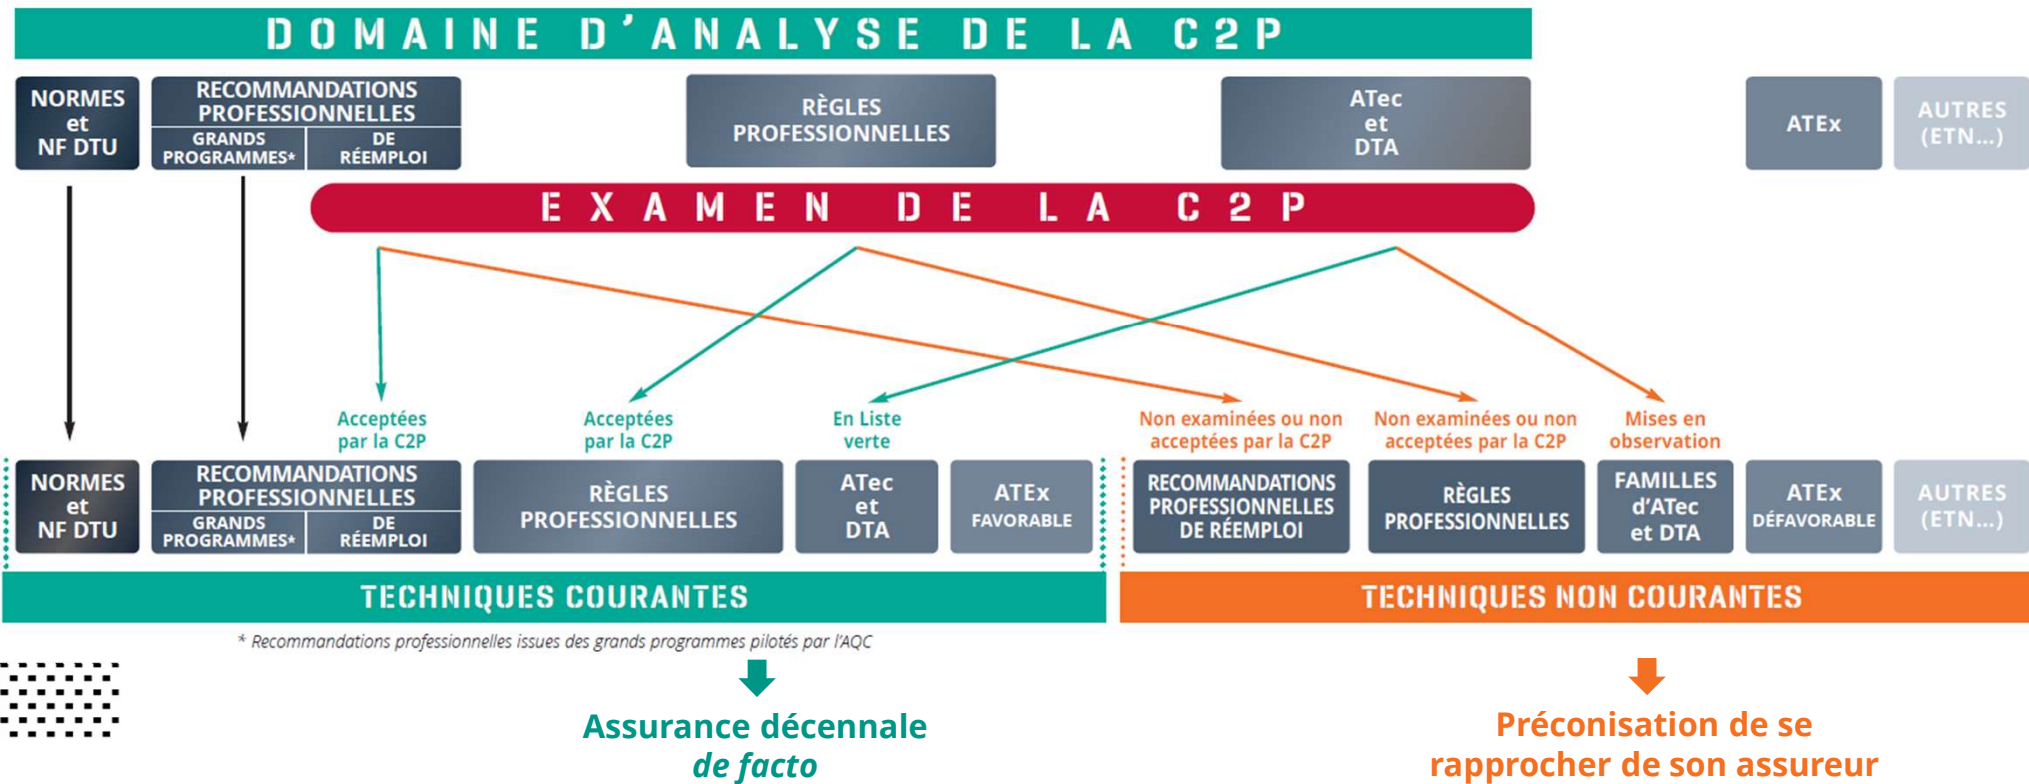 DOMAINE D'ANALYSE DE LA C2P
NORMES
et
NF DTU
RECOMMANDATIONS
PROFESSIONNELLES
GRANDS
PROGRAMMES*
DE
RÉEMPLOI
RÈGLES
PROFESSIONNELLES
ATec
et
DTA
ATEx
AUTRES
(ETN...)
EXAMEN DE LA C2P
Acceptées
par la C2P
Acceptées
par la C2P
En Liste
verte
Non examinées ou non
acceptées par la C2P
Non examinées ou non
acceptées par la C2P
Mises en
observation
NORMES
et
NF DTU
RECOMMANDATIONS
PROFESSIONNELLES
GRANDS
PROGRAMMES*
DE
RÉEMPLOI
RÈGLES
PROFESSIONNELLES
ATec
et
DTA
ATEx
FAVORABLE
RECOMMANDATIONS
PROFESSIONNELLES
DE RÉEMPLOI
RÈGLES
PROFESSIONNELLES
FAMILLES
d'ATec
et DTA
ATEx
DÉFAVORABLE
AUTRES
(ETN...)
TECHNIQUES COURANTES
TECHNIQUES NON COURANTES
* Recommandations professionnelles issues des grands programmes pilotés par l'AQC
Assurance décennale
de facto
Préconisation de se
rapprocher de son assureur